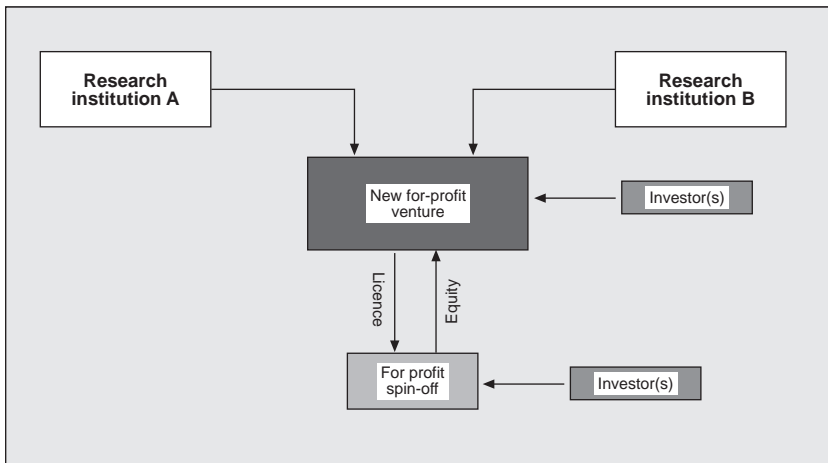 Research
institution A
Research
institution B
New for-profit
venture
Investor(s)
Licence
Equity
For profit
spin-off
Investor(s)